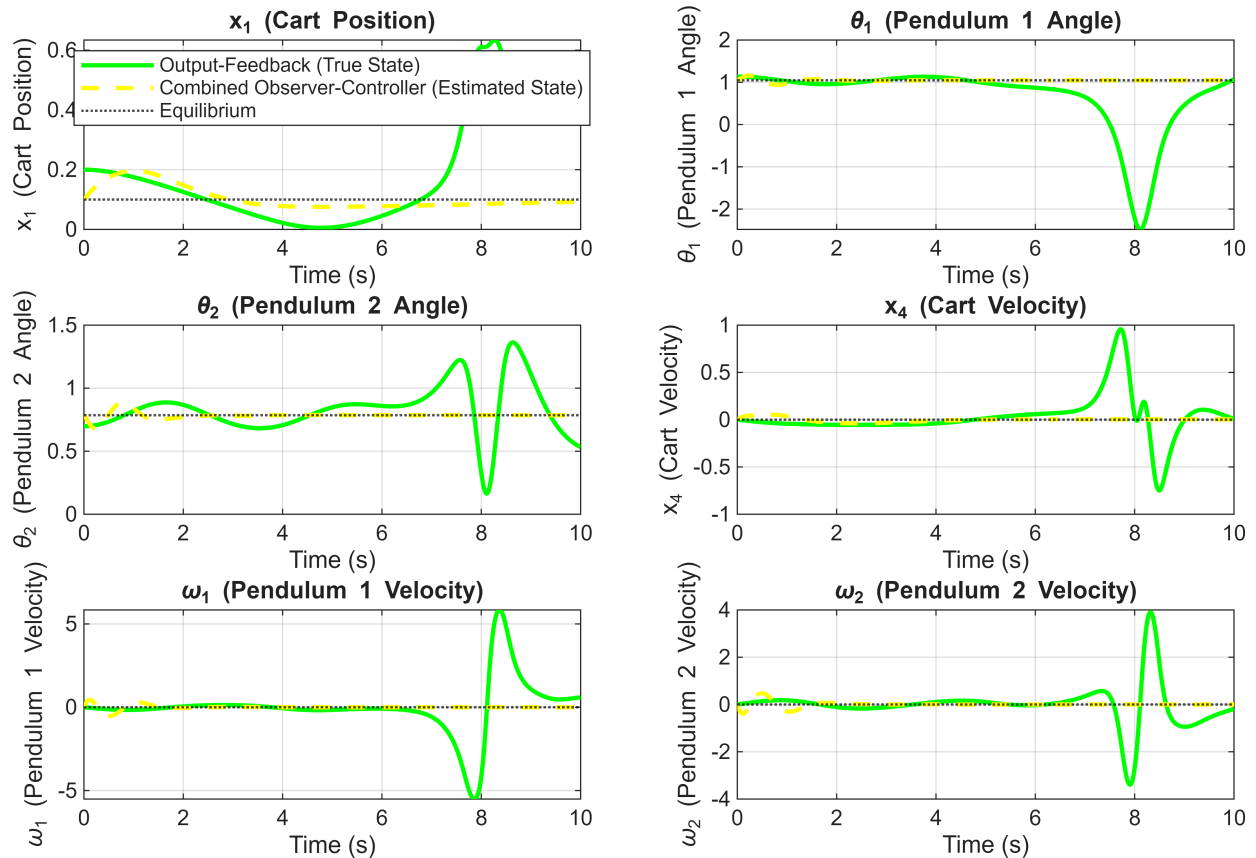 x₁ (Cart Position)
x₁ (Cart Position)
0.6
0.4
0.2
0
Output-Feedback (True State)
Combined Observer-Controller (Estimated State)
Equilibrium
0 2 4 6 8 10
Time (s)
θ₁ (Pendulum 1 Angle)
θ₁ (Pendulum 1 Angle)
2
1
0
-1
-2
0 2 4 6 8 10
Time (s)
θ₂ (Pendulum 2 Angle)
θ₂ (Pendulum 2 Angle)
1.5
1
0.5
0
0 2 4 6 8 10
Time (s)
x₄ (Cart Velocity)
x₄ (Cart Velocity)
1
0.5
0
-0.5
-1
0 2 4 6 8 10
Time (s)
ω₁ (Pendulum 1 Velocity)
ω₁ (Pendulum 1 Velocity)
5
0
-5
0 2 4 6 8 10
Time (s)
ω₂ (Pendulum 2 Velocity)
ω₂ (Pendulum 2 Velocity)
4
2
0
-2
-4
0 2 4 6 8 10
Time (s)